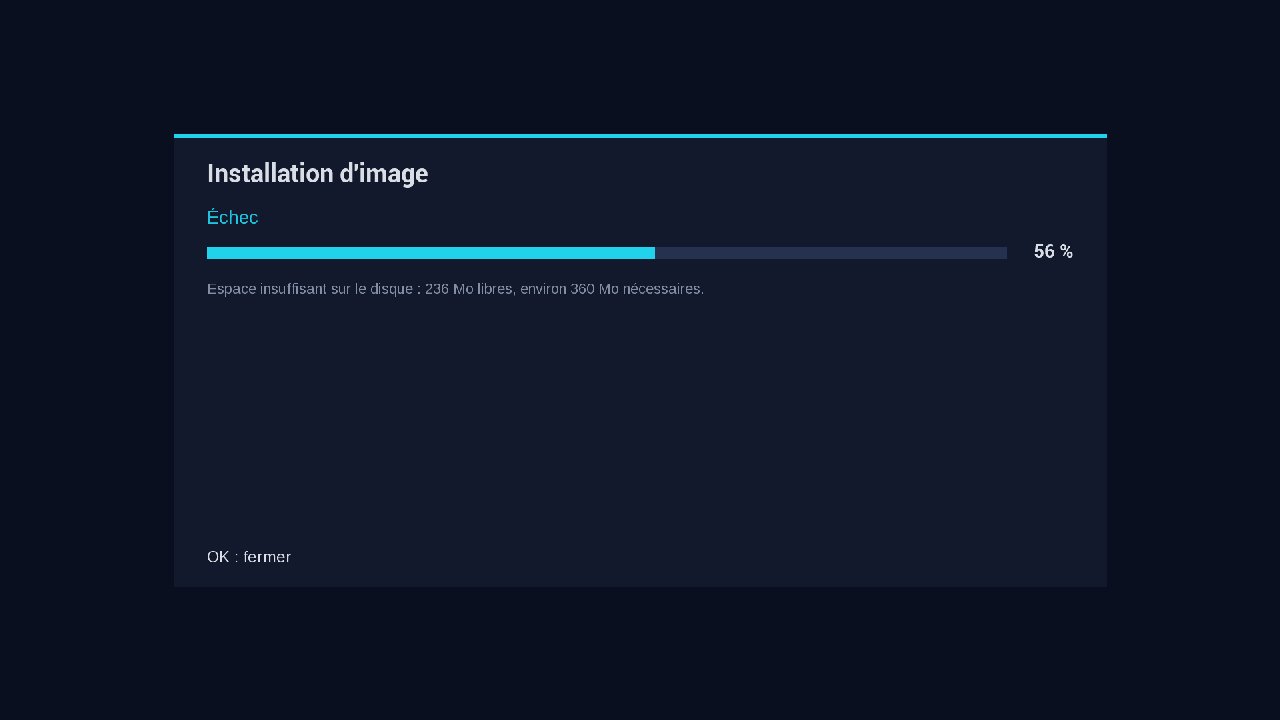 Installation d'image
Échec
56 %
Espace insuffisant sur le disque : 236 Mo libres, environ 360 Mo nécessaires.
OK : fermer